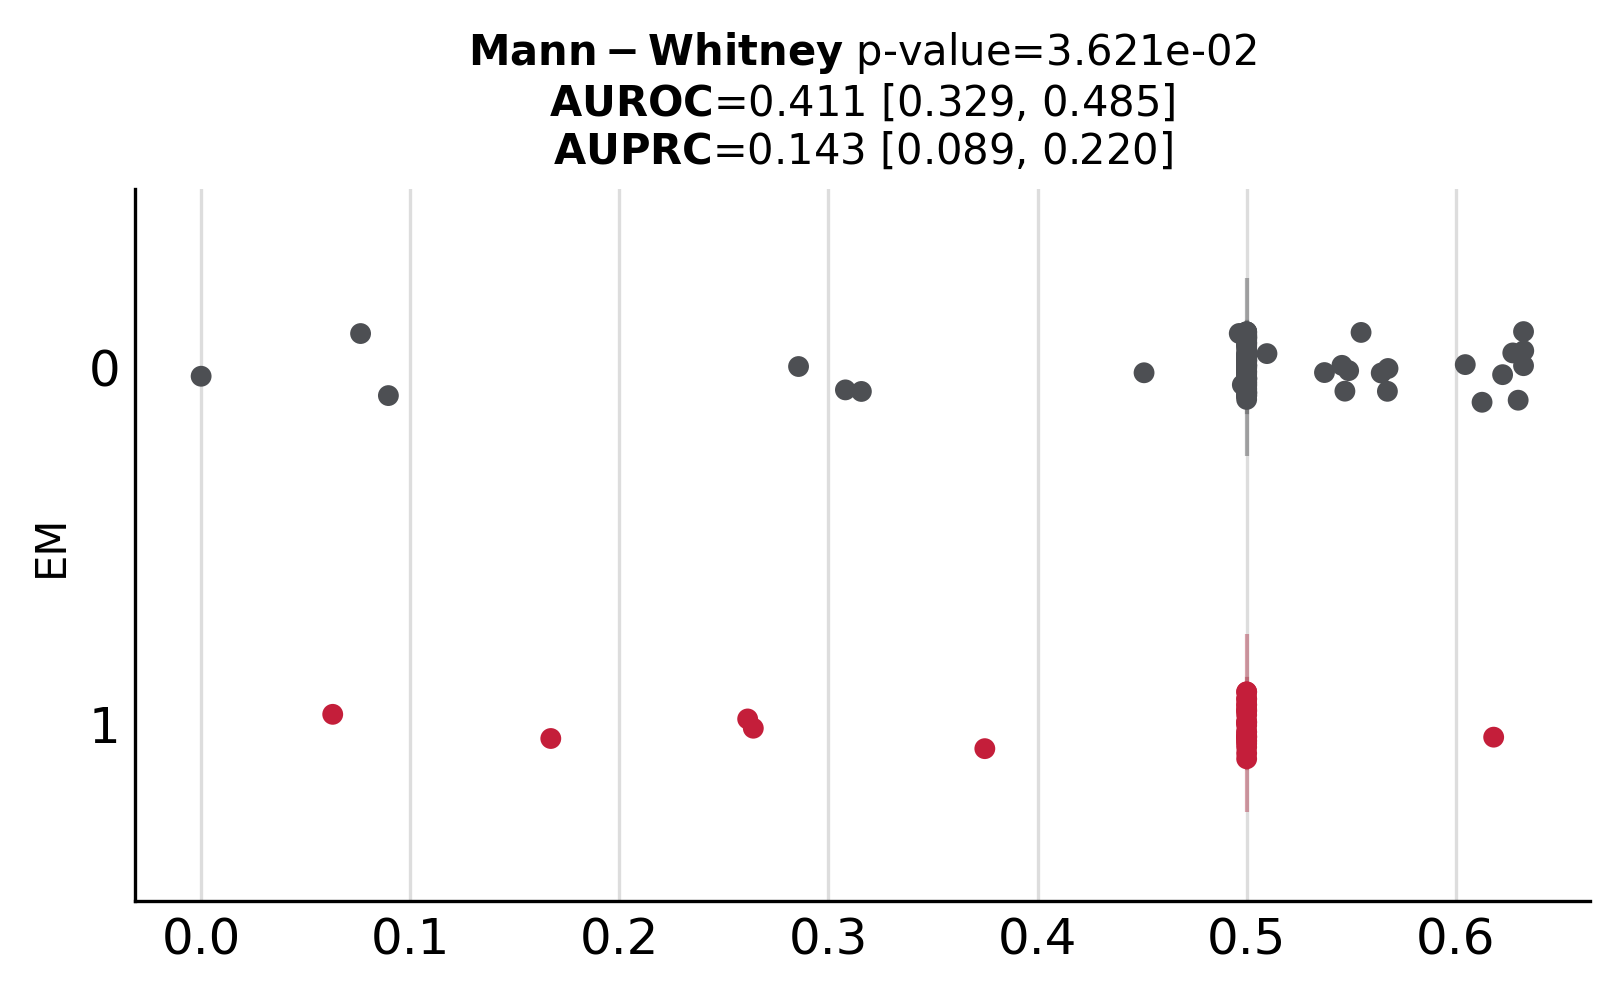 Mann − Whitney p-value=3.621e-02
AUROC=0.411 [0.329, 0.485]
AUPRC=0.143 [0.089, 0.220]
0
EM
1
0.0 0.1 0.2 0.3 0.4 0.5 0.6